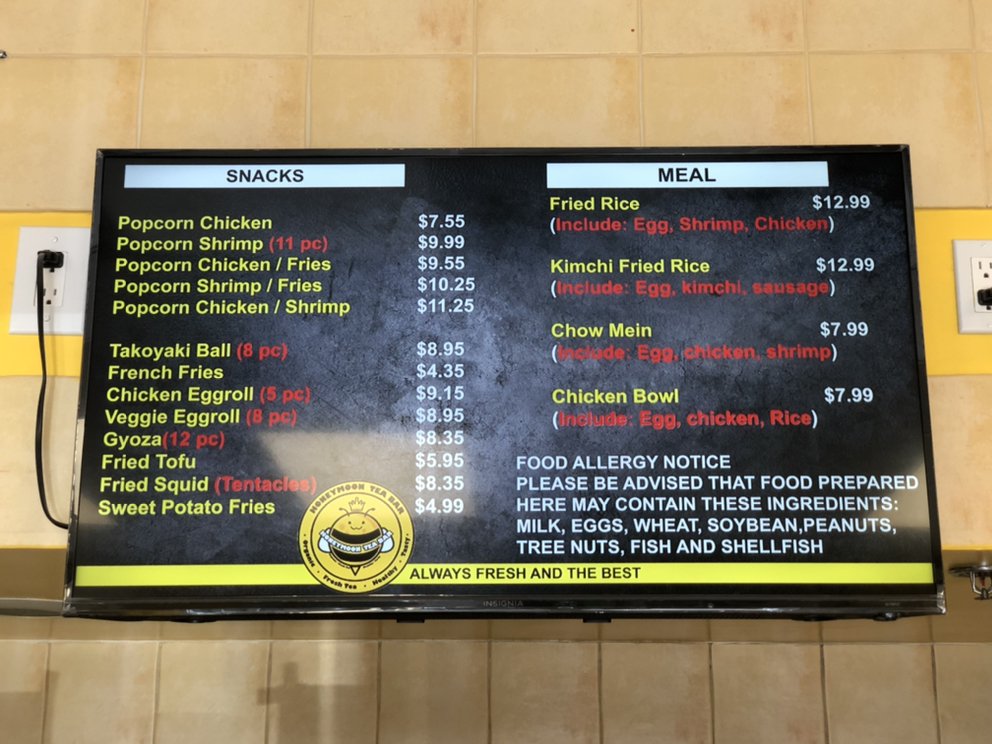 SNACKS
Popcorn Chicken $7.55
Popcorn Shrimp (11 pc) $9.99
Popcorn Chicken / Fries $9.55
Popcorn Shrimp / Fries $10.25
Popcorn Chicken / Shrimp $11.25
Takoyaki Ball (8 pc) $8.95
French Fries $4.35
Chicken Eggroll (5 pc) $9.15
Veggie Eggroll (8 pc) $8.95
Gyoza(12 pc) $8.35
Fried Tofu $5.95
Fried Squid (Tentacles) $8.35
Sweet Potato Fries $4.99
MEAL
Fried Rice $12.99
(Include: Egg, Shrimp, Chicken)
Kimchi Fried Rice $12.99
(Include: Egg, kimchi, sausage)
Chow Mein $7.99
(Include: Egg, chicken, shrimp)
Chicken Bowl $7.99
(Include: Egg, chicken, Rice)
FOOD ALLERGY NOTICE
PLEASE BE ADVISED THAT FOOD PREPARED
HERE MAY CONTAIN THESE INGREDIENTS:
MILK, EGGS, WHEAT, SOYBEAN,PEANUTS,
TREE NUTS, FISH AND SHELLFISH
HONEYMOON TEA BAR
HONEYMOON TEA
Organic · Fresh Tea · Healthy · Tasty
ALWAYS FRESH AND THE BEST
INSIGNIA